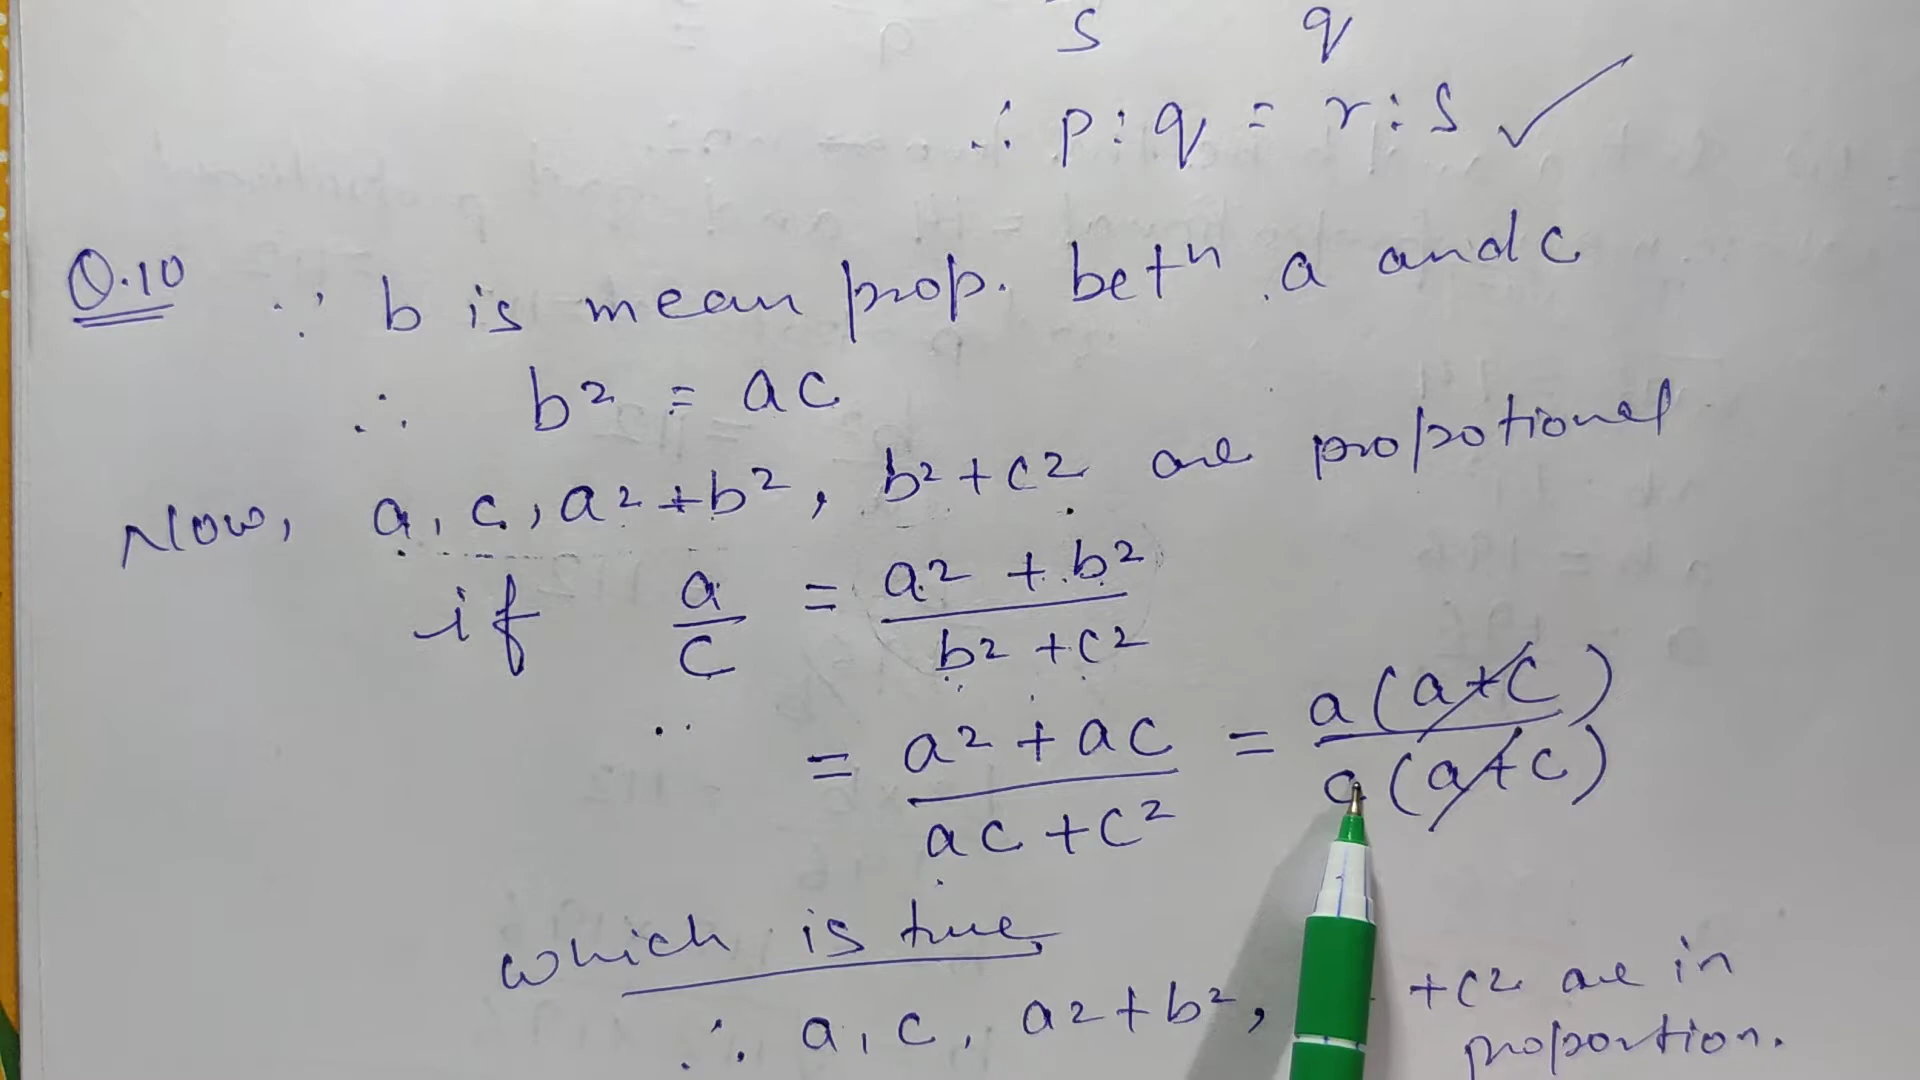 s q
∴ p : q = r : s ✓
Q.10 ∵ b is mean prop. betn a and c
∴ b² = ac
Now, a, c, a²+b², b²+c² are propotional
if a/c = (a² + b²)/(b² + c²)
= (a² + ac)/(ac + c²) = a(a+c)/c(a+c)
which is true
∴ a, c, a²+b², +c² are in
proportion.